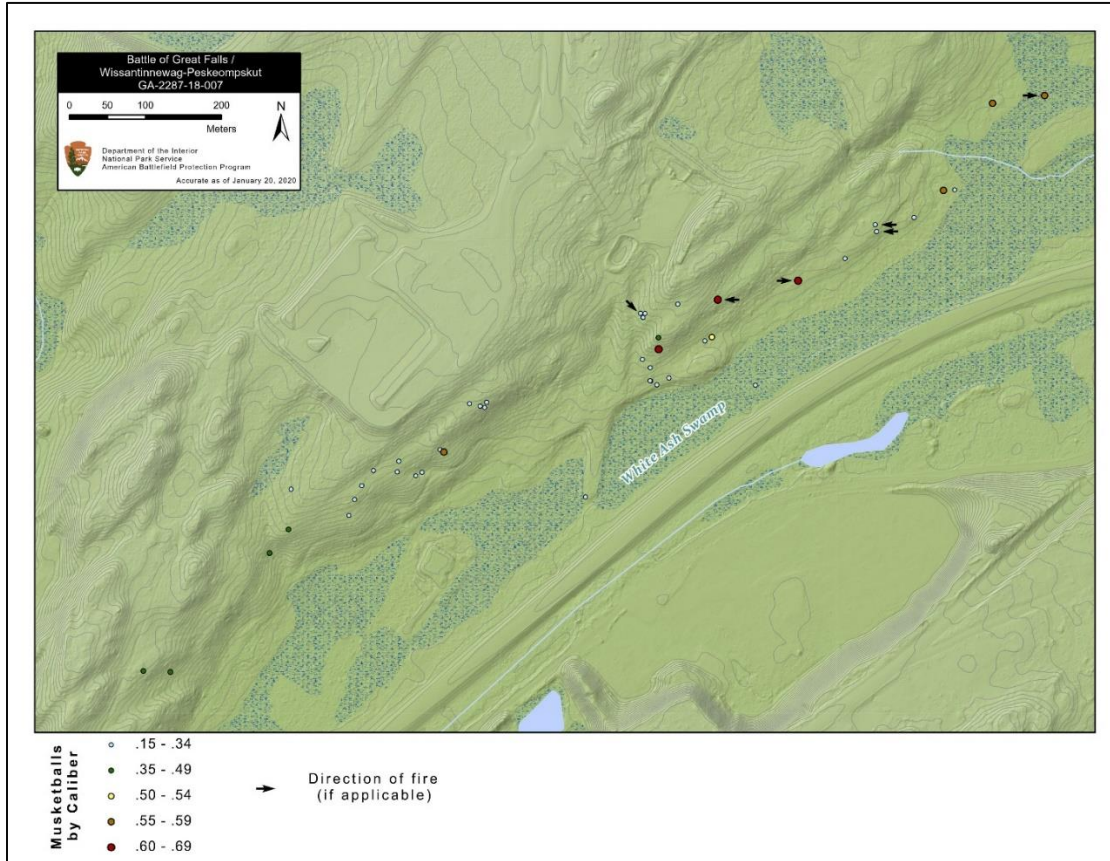 Battle of Great Falls /
Wissantinnewag-Peskeompskut
GA-2287-18-007
0 50 100 200
Meters
N
Department of the Interior
National Park Service
American Battlefield Protection Program
Accurate as of January 20, 2020
White Ash Swamp
Musketballs
by Caliber
.15 - .34
.35 - .49
.50 - .54
.55 - .59
.60 - .69
Direction of fire
(if applicable)